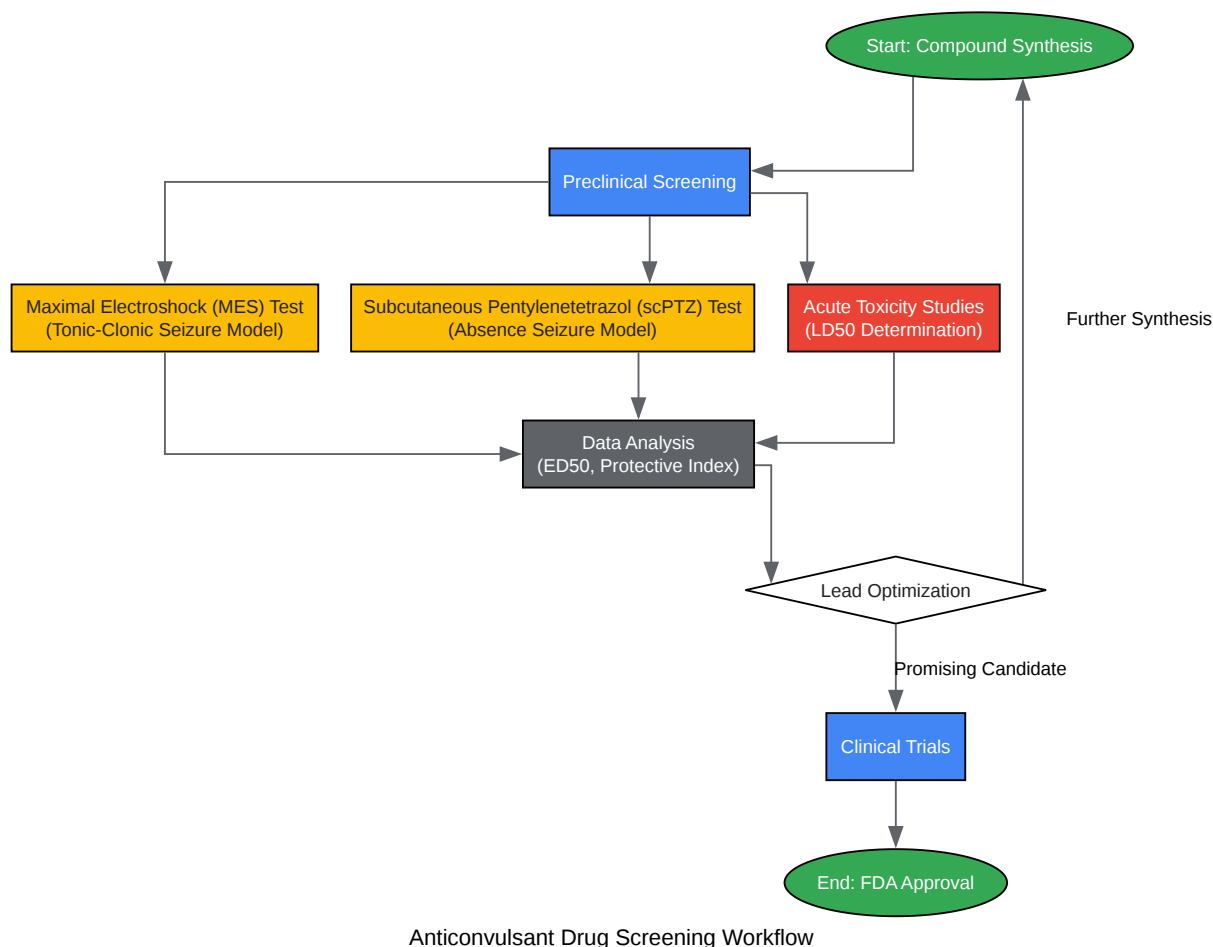 Start: Compound Synthesis
Preclinical Screening
Maximal Electroshock (MES) Test
(Tonic-Clonic Seizure Model)
Subcutaneous Pentylenetetrazol (scPTZ) Test
(Absence Seizure Model)
Acute Toxicity Studies
(LD50 Determination)
Further Synthesis
Data Analysis
(ED50, Protective Index)
Lead Optimization
Promising Candidate
Clinical Trials
End: FDA Approval
Anticonvulsant Drug Screening Workflow